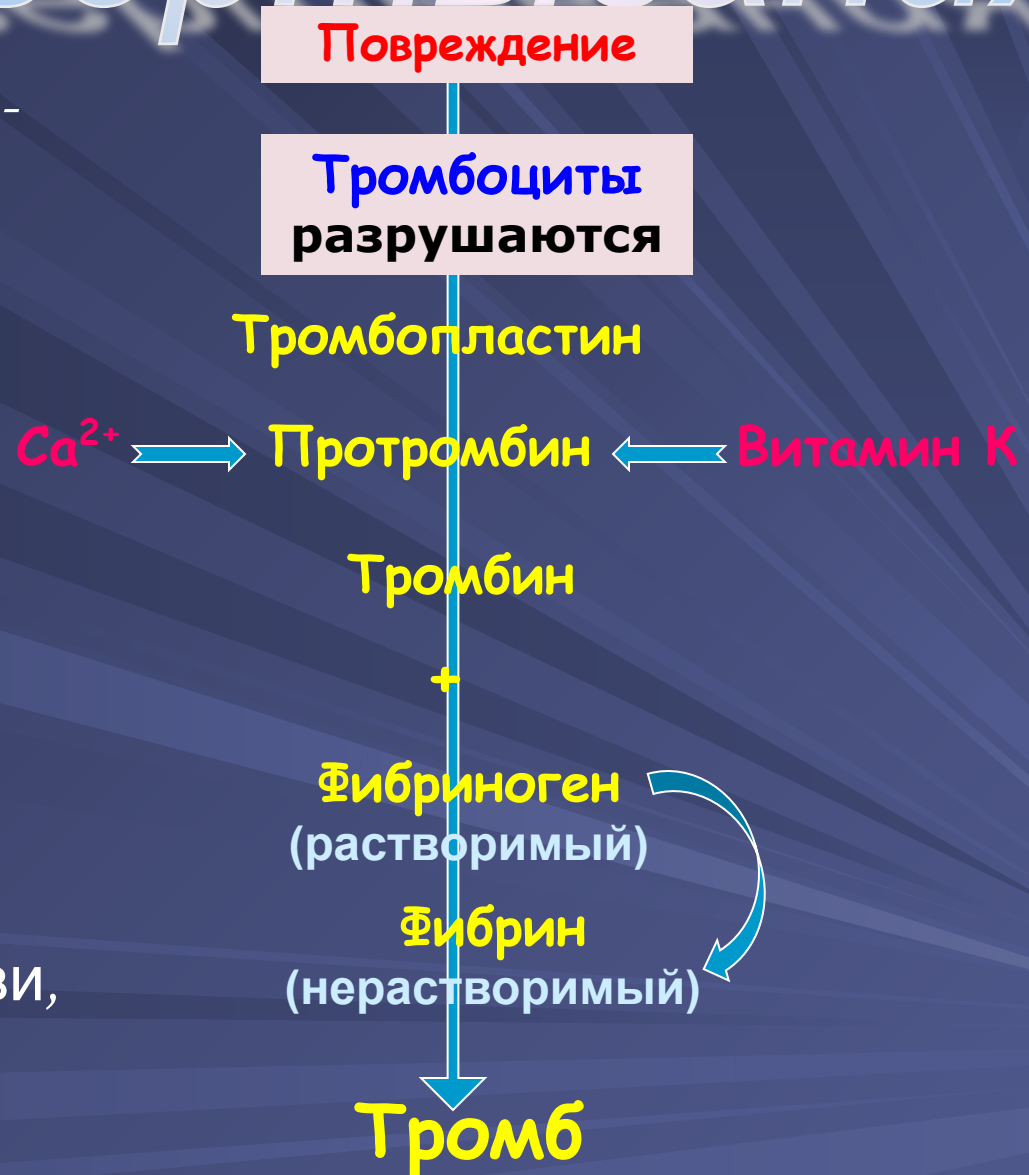 Повреждение
-
Тромбоциты
разрушаются
Тромбопластин
Ca²⁺ Протромбин Витамин К
Тромбин
+
Фибриноген
(растворимый)
Фибрин
(нерастворимый)
Тромб